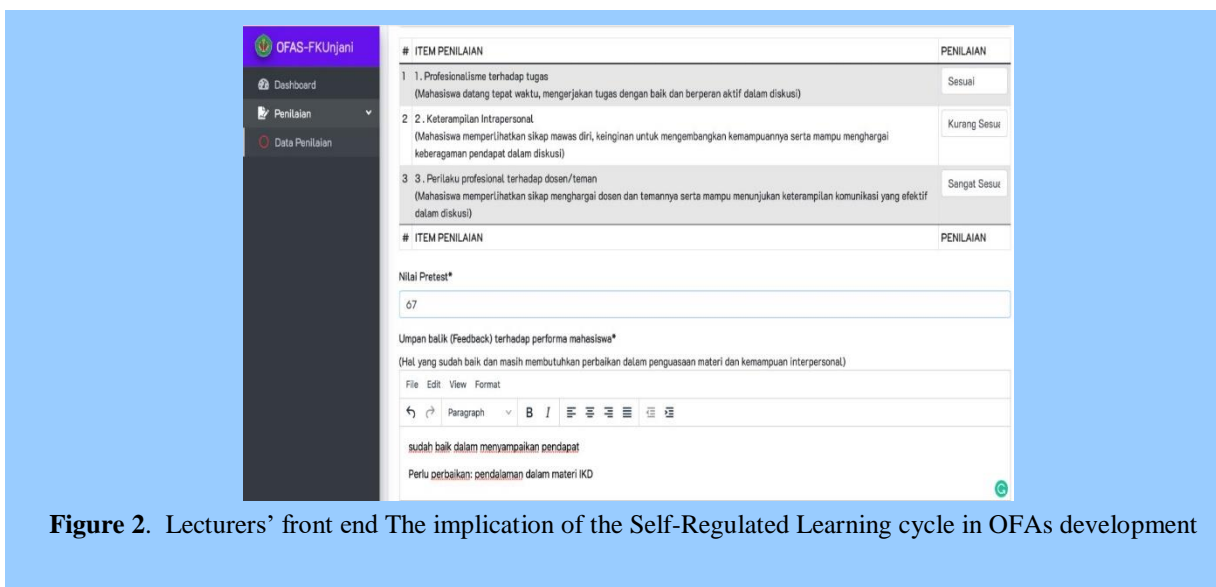 OFAS-FKUnjani
Dashboard
Penilaian
Data Penilaian
# ITEM PENILAIAN PENILAIAN
1 1. Profesionalisme terhadap tugas Sesuai
(Mahasiswa datang tepat waktu, mengerjakan tugas dengan baik dan berperan aktif dalam diskusi)
2 2. Keterampilan Intrapersonal Kurang Sesua
(Mahasiswa memperlihatkan sikap mawas diri, keinginan untuk mengembangkan kemampuannya serta mampu menghargai
keberagaman pendapat dalam diskusi)
3 3. Perilaku profesional terhadap dosen/teman Sangat Sesua
(Mahasiswa memperlihatkan sikap menghargai dosen dan temannya serta mampu menunjukan keterampilan komunikasi yang efektif
dalam diskusi)
# ITEM PENILAIAN PENILAIAN
Nilai Pretest*
67
Umpan balik (Feedback) terhadap performa mahasiswa*
(Hal yang sudah baik dan masih membutuhkan perbaikan dalam penguasaan materi dan kemampuan interpersonal)
File Edit View Format
Paragraph B I
sudah baik dalam menyampaikan pendapat
Perlu perbaikan: pendalaman dalam materi IKD
Figure 2. Lecturers' front end The implication of the Self-Regulated Learning cycle in OFAs development